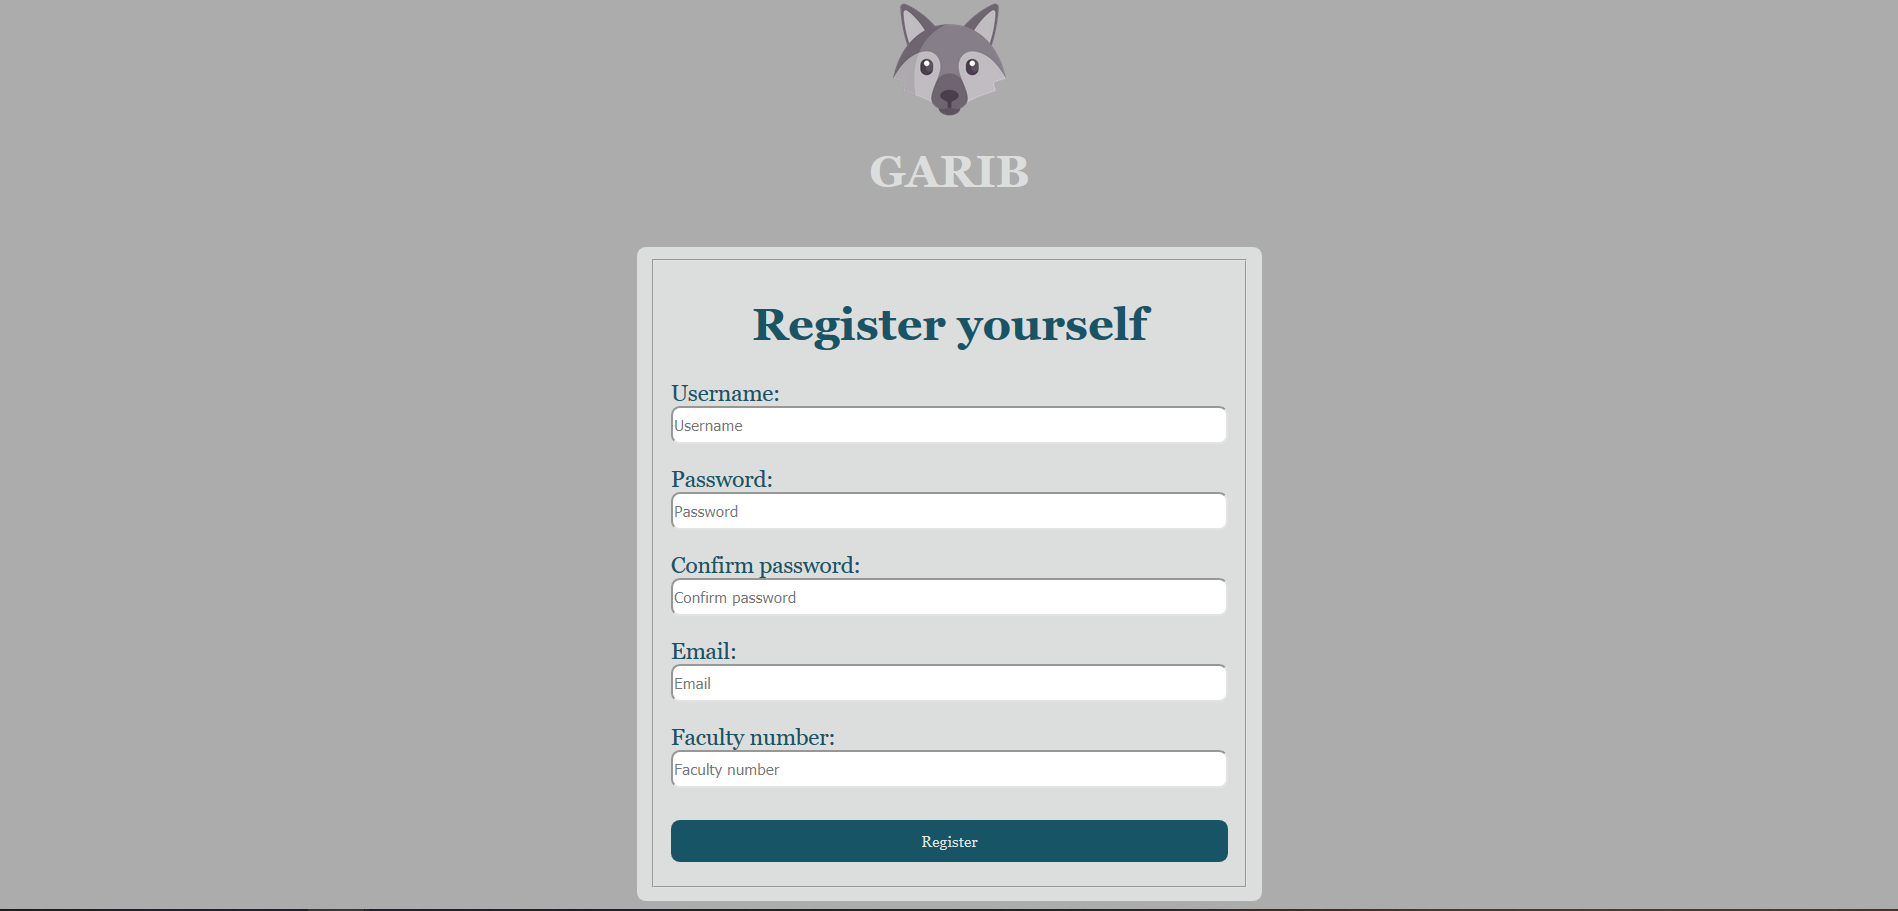 GARIB
Register yourself
Username:
Username
Password:
Password
Confirm password:
Confirm password
Email:
Email
Faculty number:
Faculty number
Register